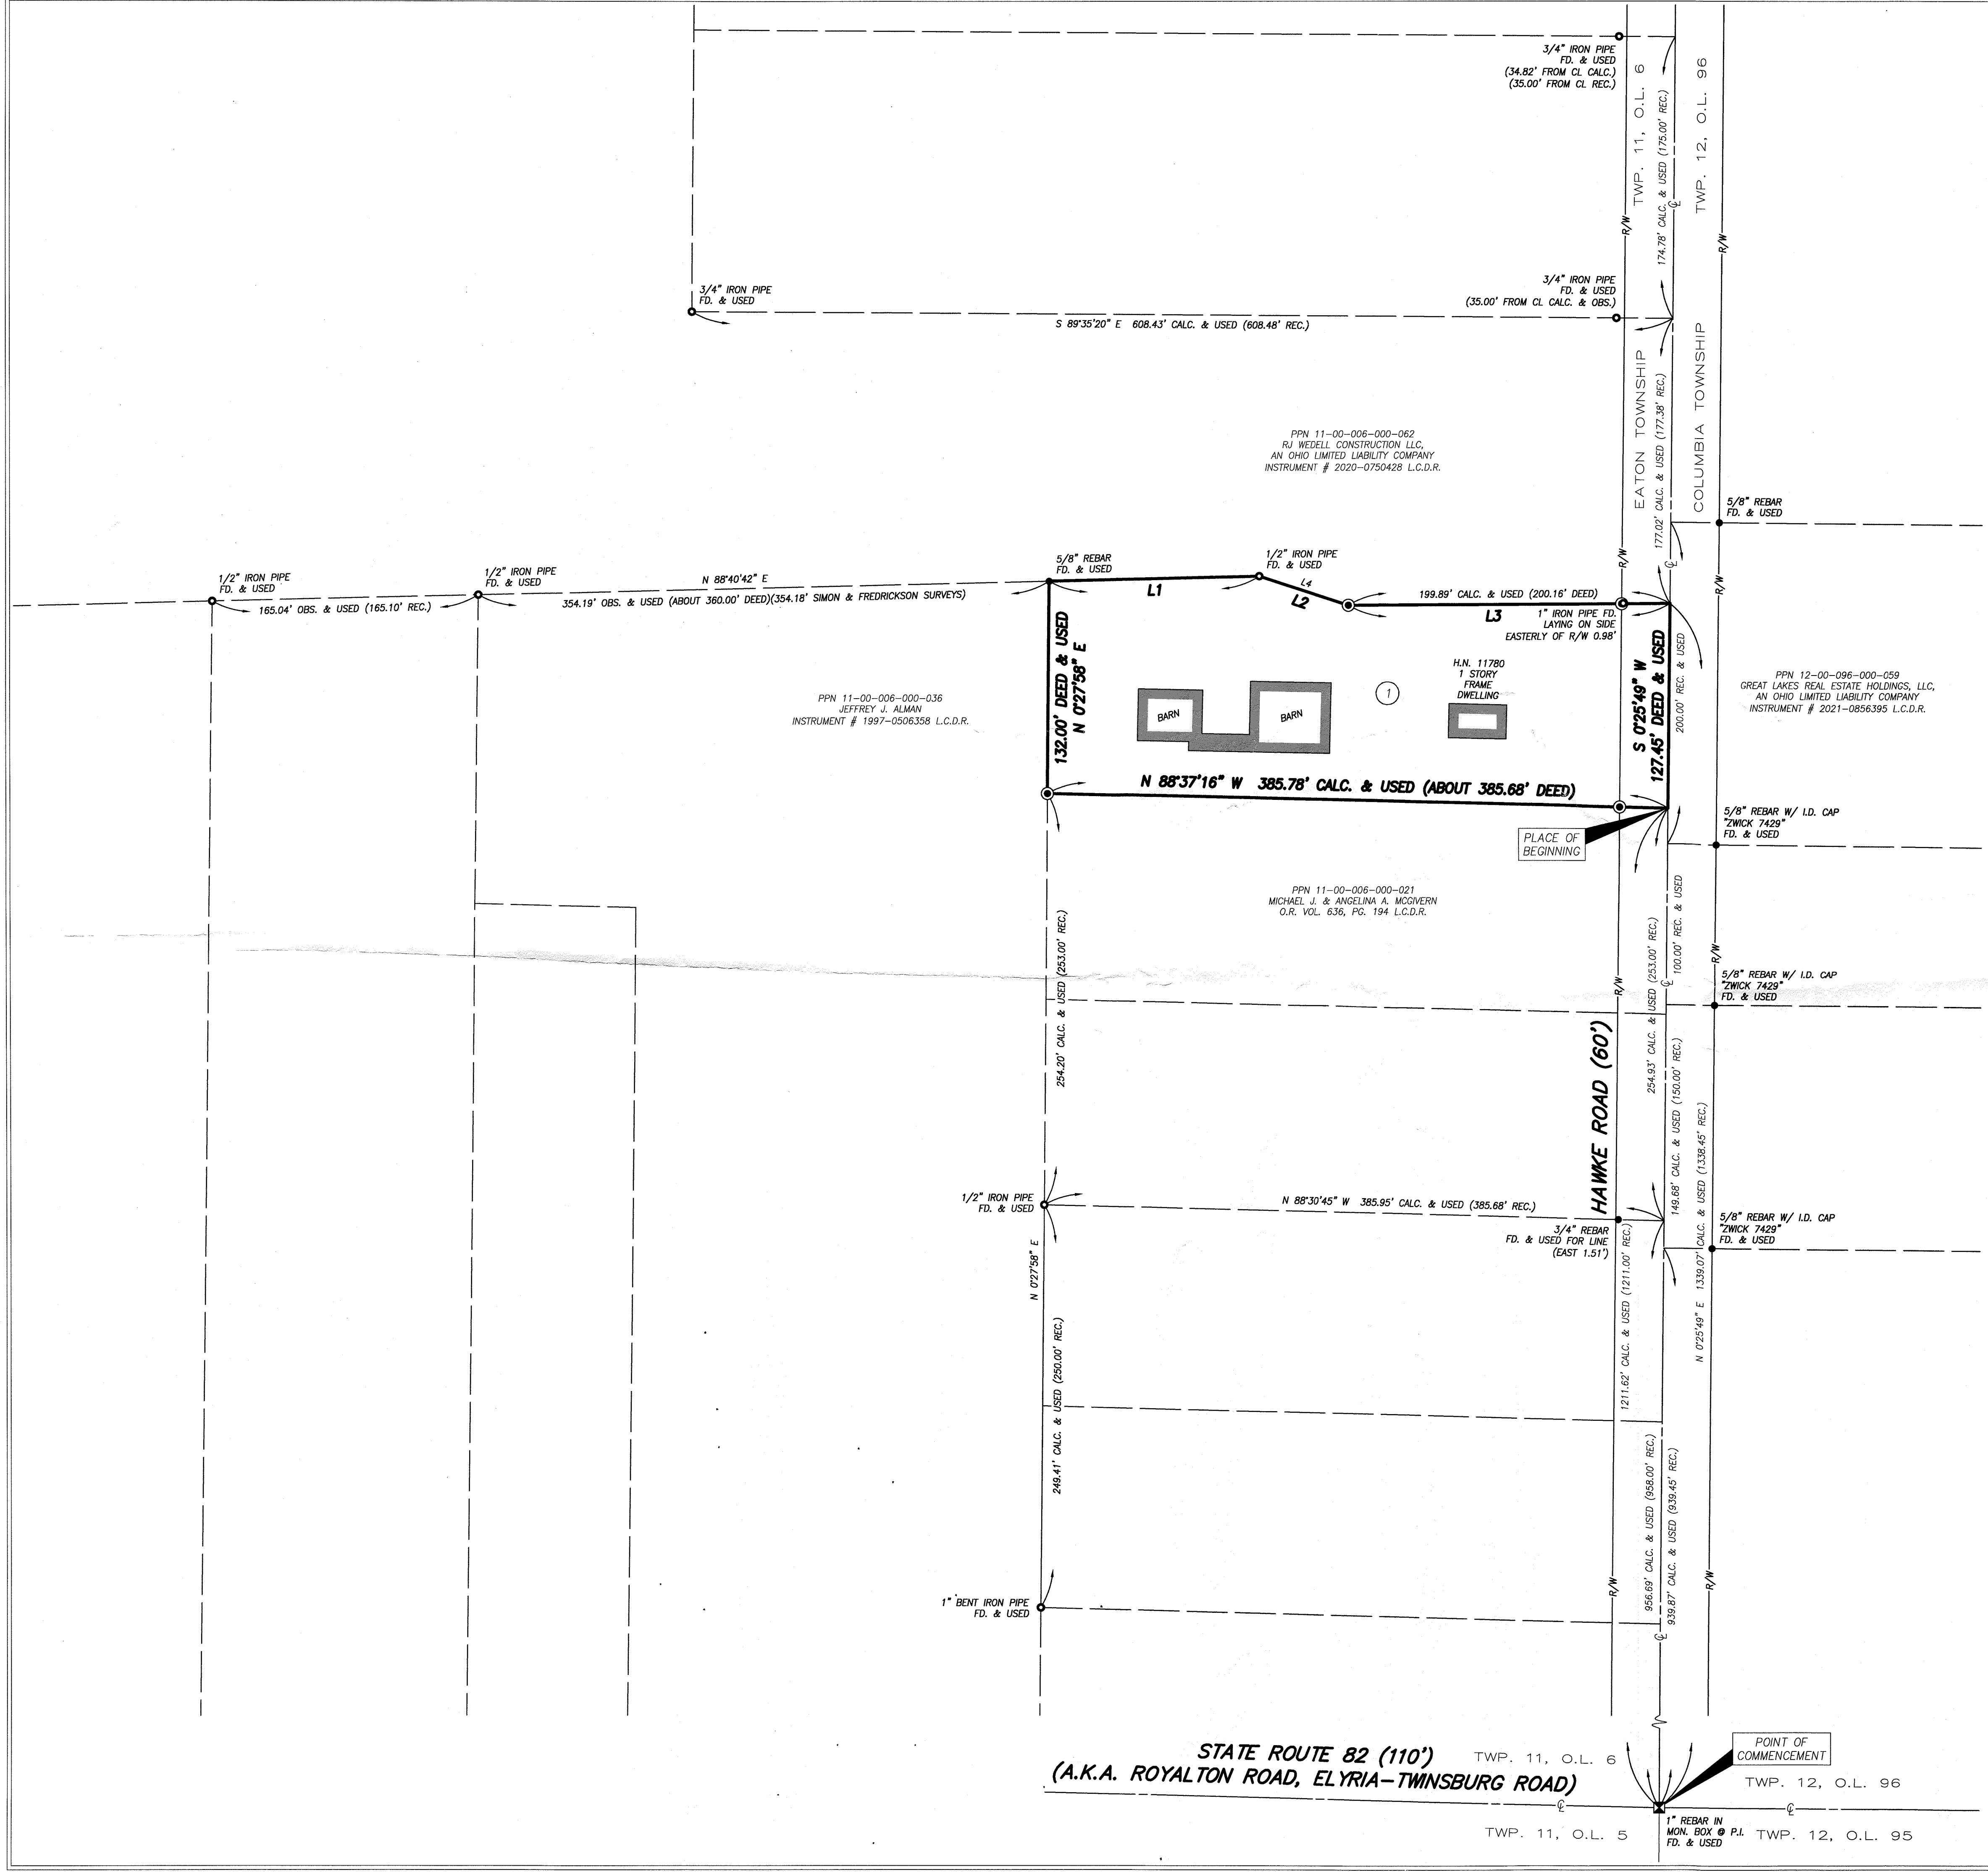 3/4" IRON PIPE
FD. & USED
(34.82' FROM CL CALC.)
(35.00' FROM CL REC.)
TWP. 11, O.L. 6
174.78' CALC. & USED (175.00' REC.)
TWP. 12, O.L. 96
R/W
R/W
3/4" IRON PIPE
FD. & USED
3/4" IRON PIPE
FD. & USED
(35.00' FROM CL CALC. & OBS.)
S 89°35'20" E 608.43' CALC. & USED (608.48' REC.)
EATON TOWNSHIP
177.02' CALC. & USED (177.38' REC.)
COLUMBIA TOWNSHIP
PPN 11-00-006-000-062
RJ WEDELL CONSTRUCTION LLC,
AN OHIO LIMITED LIABILITY COMPANY
INSTRUMENT # 2020-0750428 L.C.D.R.
5/8" REBAR
FD. & USED
R/W
R/W
1/2" IRON PIPE
FD. & USED
165.04' OBS. & USED (165.10' REC.)
1/2" IRON PIPE
FD. & USED
N 88°40'42" E
354.19' OBS. & USED (ABOUT 360.00' DEED)(354.18' SIMON & FREDRICKSON SURVEYS)
5/8" REBAR
FD. & USED
L1
1/2" IRON PIPE
FD. & USED
L4
L2
199.89' CALC. & USED (200.16' DEED)
L3
1" IRON PIPE FD.
LAYING ON SIDE
EASTERLY OF R/W 0.98'
132.00' DEED & USED
N 0°27'58" E
H.N. 11780
1 STORY
FRAME
DWELLING
1
BARN
BARN
S 0°25'49" W
127.45' DEED & USED
200.00' REC. & USED
PPN 12-00-096-000-059
GREAT LAKES REAL ESTATE HOLDINGS, LLC,
AN OHIO LIMITED LIABILITY COMPANY
INSTRUMENT # 2021-0856395 L.C.D.R.
PPN 11-00-006-000-036
JEFFREY J. ALMAN
INSTRUMENT # 1997-0506358 L.C.D.R.
N 88°37'16" W 385.78' CALC. & USED (ABOUT 385.68' DEED)
PLACE OF
BEGINNING
5/8" REBAR W/ I.D. CAP
"ZWICK 7429"
FD. & USED
PPN 11-00-006-000-021
MICHAEL J. & ANGELINA A. MCGIVERN
O.R. VOL. 636, PG. 194 L.C.D.R.
254.20' CALC. & USED (253.00' REC.)
254.93' CALC. & USED (253.00' REC.)
100.00' REC. & USED
R/W
R/W
5/8" REBAR W/ I.D. CAP
"ZWICK 7429"
FD. & USED
HAWKE ROAD (60')
149.68' CALC. & USED (150.00' REC.)
N 0°25'49" E 1339.07' CALC. & USED (1338.45' REC.)
1/2" IRON PIPE
FD. & USED
N 88°30'45" W 385.95' CALC. & USED (385.68' REC.)
3/4" REBAR
FD. & USED FOR LINE
(EAST 1.51')
5/8" REBAR W/ I.D. CAP
"ZWICK 7429"
FD. & USED
N 0°27'58" E
1211.62' CALC. & USED (1211.00' REC.)
249.41' CALC. & USED (250.00' REC.)
956.69' CALC. & USED (958.00' REC.)
939.87' CALC. & USED (939.45' REC.)
R/W
R/W
1" BENT IRON PIPE
FD. & USED
STATE ROUTE 82 (110')
(A.K.A. ROYALTON ROAD, ELYRIA-TWINSBURG ROAD)
TWP. 11, O.L. 6
POINT OF
COMMENCEMENT
TWP. 12, O.L. 96
TWP. 11, O.L. 5
1" REBAR IN
MON. BOX @ P.I.
FD. & USED
TWP. 12, O.L. 95